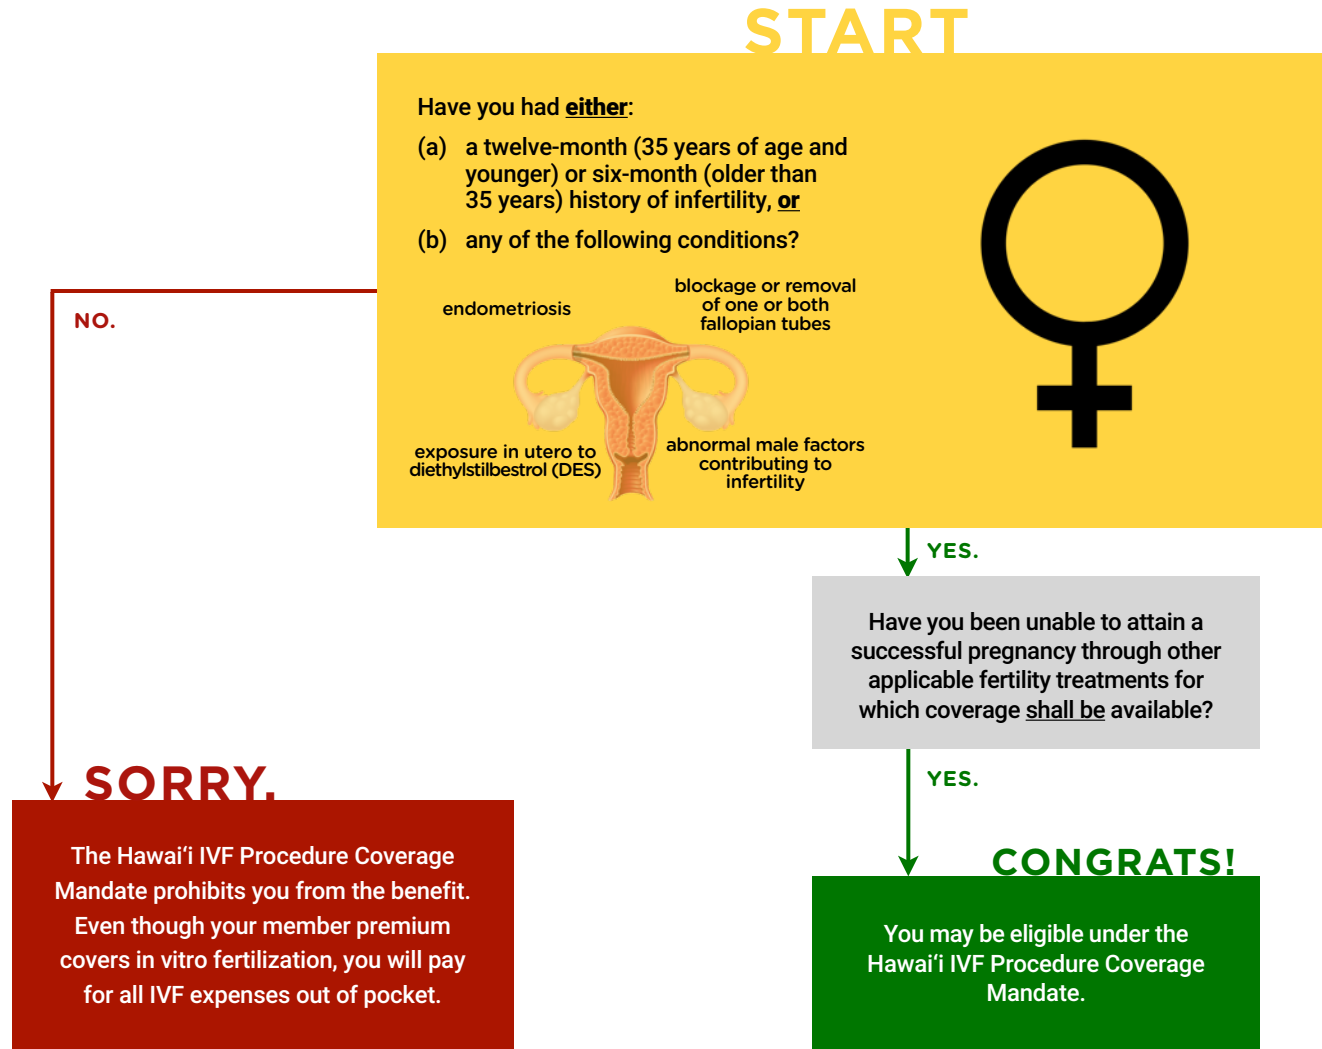 START
Have you had either:
(a) a twelve-month (35 years of age and
younger) or six-month (older than
35 years) history of infertility, or
(b) any of the following conditions?
endometriosis
blockage or removal
of one or both
fallopian tubes
exposure in utero to
diethylstilbestrol (DES)
abnormal male factors
contributing to
infertility
NO.
YES.
Have you been unable to attain a
successful pregnancy through other
applicable fertility treatments for
which coverage shall be available?
YES.
SORRY.
The Hawaiʻi IVF Procedure Coverage
Mandate prohibits you from the benefit.
Even though your member premium
covers in vitro fertilization, you will pay
for all IVF expenses out of pocket.
CONGRATS!
You may be eligible under the
Hawaiʻi IVF Procedure Coverage
Mandate.